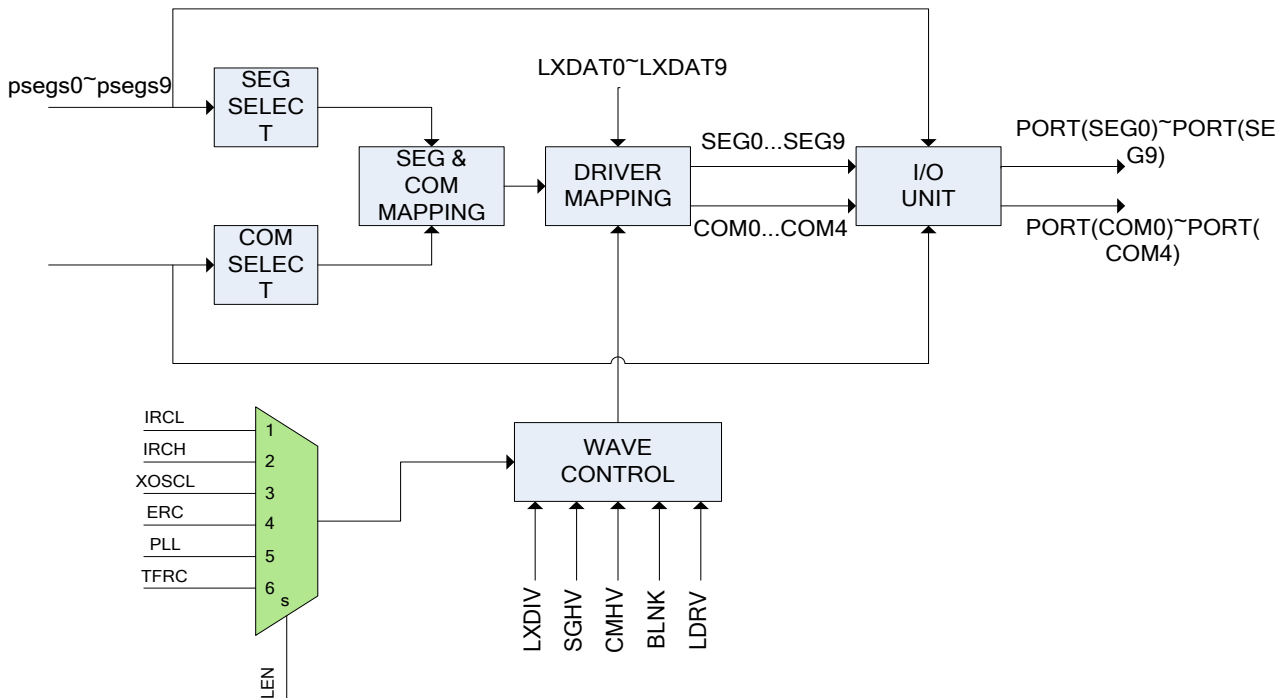 psegs0~psegs9
SEG
SELEC
T
LXDAT0~LXDAT9
SEG &
COM
MAPPING
DRIVER
MAPPING
SEG0...SEG9
COM0...COM4
I/O
UNIT
PORT(SEG0)~PORT(SE
G9)
PORT(COM0)~PORT(
COM4)
COM
SELEC
T
IRCL
1
IRCH
2
XOSCL
3
ERC
4
PLL
5
TFRC
6
s
LEN
WAVE
CONTROL
LXDIV
SGHV
CMHV
BLNK
LDRV